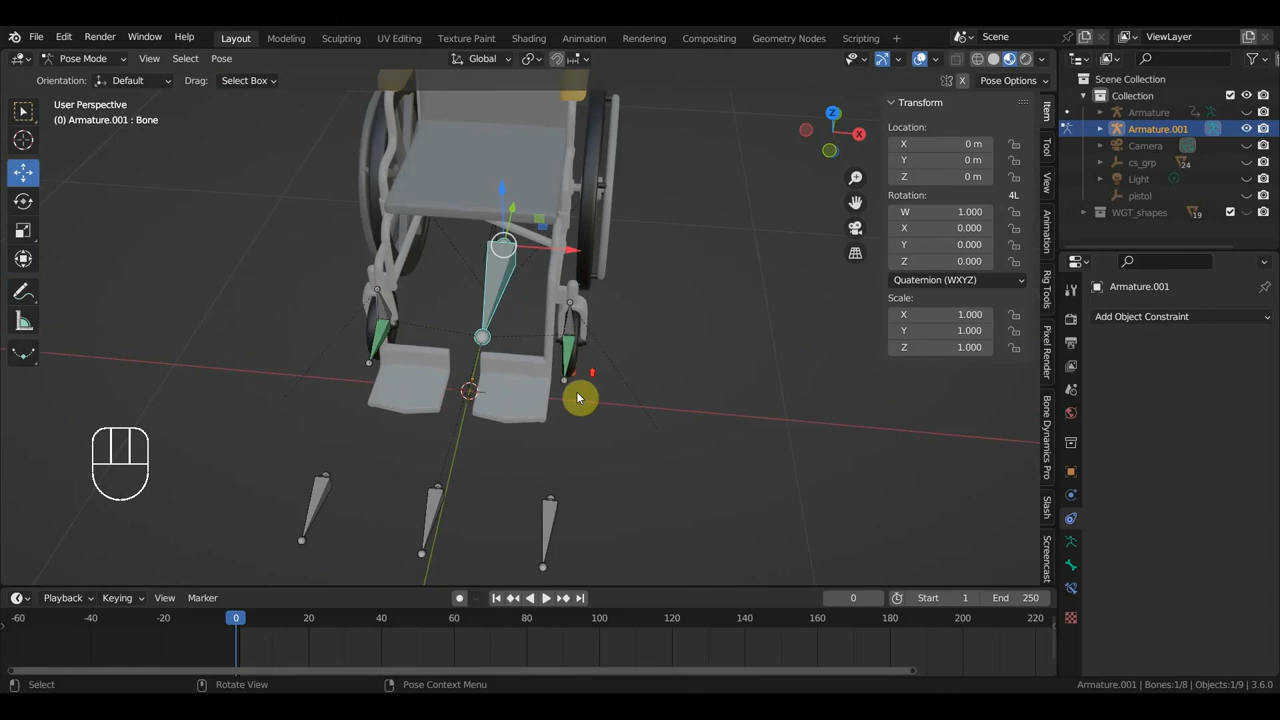 File Edit Render Window Help
Layout Modeling Sculpting UV Editing Texture Paint Shading Animation Rendering Compositing Geometry Nodes Scripting +
Scene
ViewLayer
Pose Mode View Select Pose
Global
Orientation: Default Drag: Select Box
X Pose Options
User Perspective
(0) Armature.001 : Bone
Transform
Location:
X 0 m
Y 0 m
Z 0 m
Rotation: 4L
W 1.000
X 0.000
Y 0.000
Z 0.000
Quaternion (WXYZ)
Scale:
X 1.000
Y 1.000
Z 1.000
Z
X
Item
Tool
View
Animation
Rig Tools
Pixel Render
Bone Dynamics Pro
Slash
Screencast
Scene Collection
Collection
Armature
Armature.001
Camera
cs_grp 24
Light
pistol
WGT_shapes 19
Armature.001
Add Object Constraint
Playback Keying View Marker
0 Start 1 End 250
-60 -40 -20 0 20 40 60 80 100 120 140 160 180 200 220
Select Rotate View Pose Context Menu
Armature.001 | Bones:1/8 | Objects:1/9 | 3.6.0